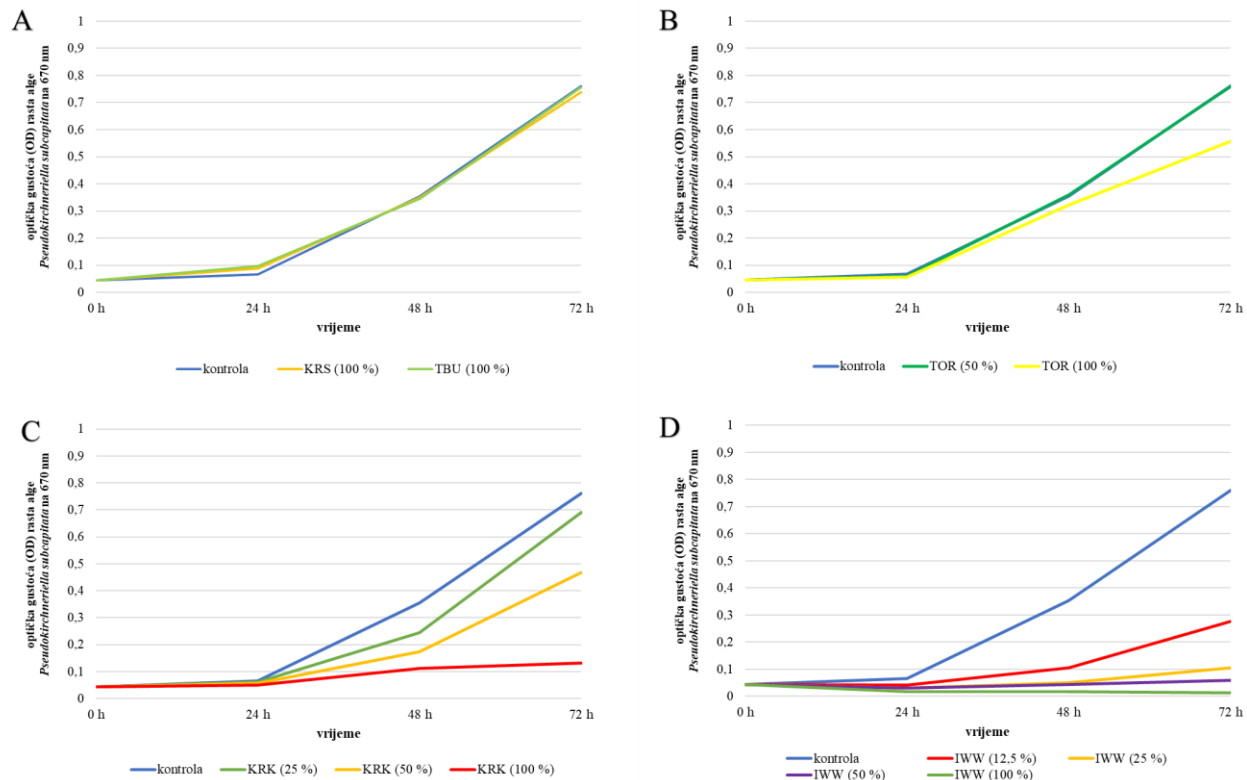 A
optička gustoća (OD) rasta alge
Pseudokirchneriella subcapitata na 670 nm
1
0,9
0,8
0,7
0,6
0,5
0,4
0,3
0,2
0,1
0
0 h 24 h 48 h 72 h
vrijeme
kontrola KRS (100 %) TBU (100 %)
B
optička gustoća (OD) rasta alge
Pseudokirchneriella subcapitata na 670 nm
1
0,9
0,8
0,7
0,6
0,5
0,4
0,3
0,2
0,1
0
0 h 24 h 48 h 72 h
vrijeme
kontrola TOR (50 %) TOR (100 %)
C
optička gustoća (OD) rasta alge
Pseudokirchneriella subcapitata na 670 nm
1
0,9
0,8
0,7
0,6
0,5
0,4
0,3
0,2
0,1
0
0 h 24 h 48 h 72 h
vrijeme
kontrola KRK (25 %) KRK (50 %) KRK (100 %)
D
optička gustoća (OD) rasta alge
Pseudokirchneriella subcapitata na 670 nm
1
0,9
0,8
0,7
0,6
0,5
0,4
0,3
0,2
0,1
0
0 h 24 h 48 h 72 h
vrijeme
kontrola IWW (12,5 %) IWW (25 %)
IWW (50 %) IWW (100 %)